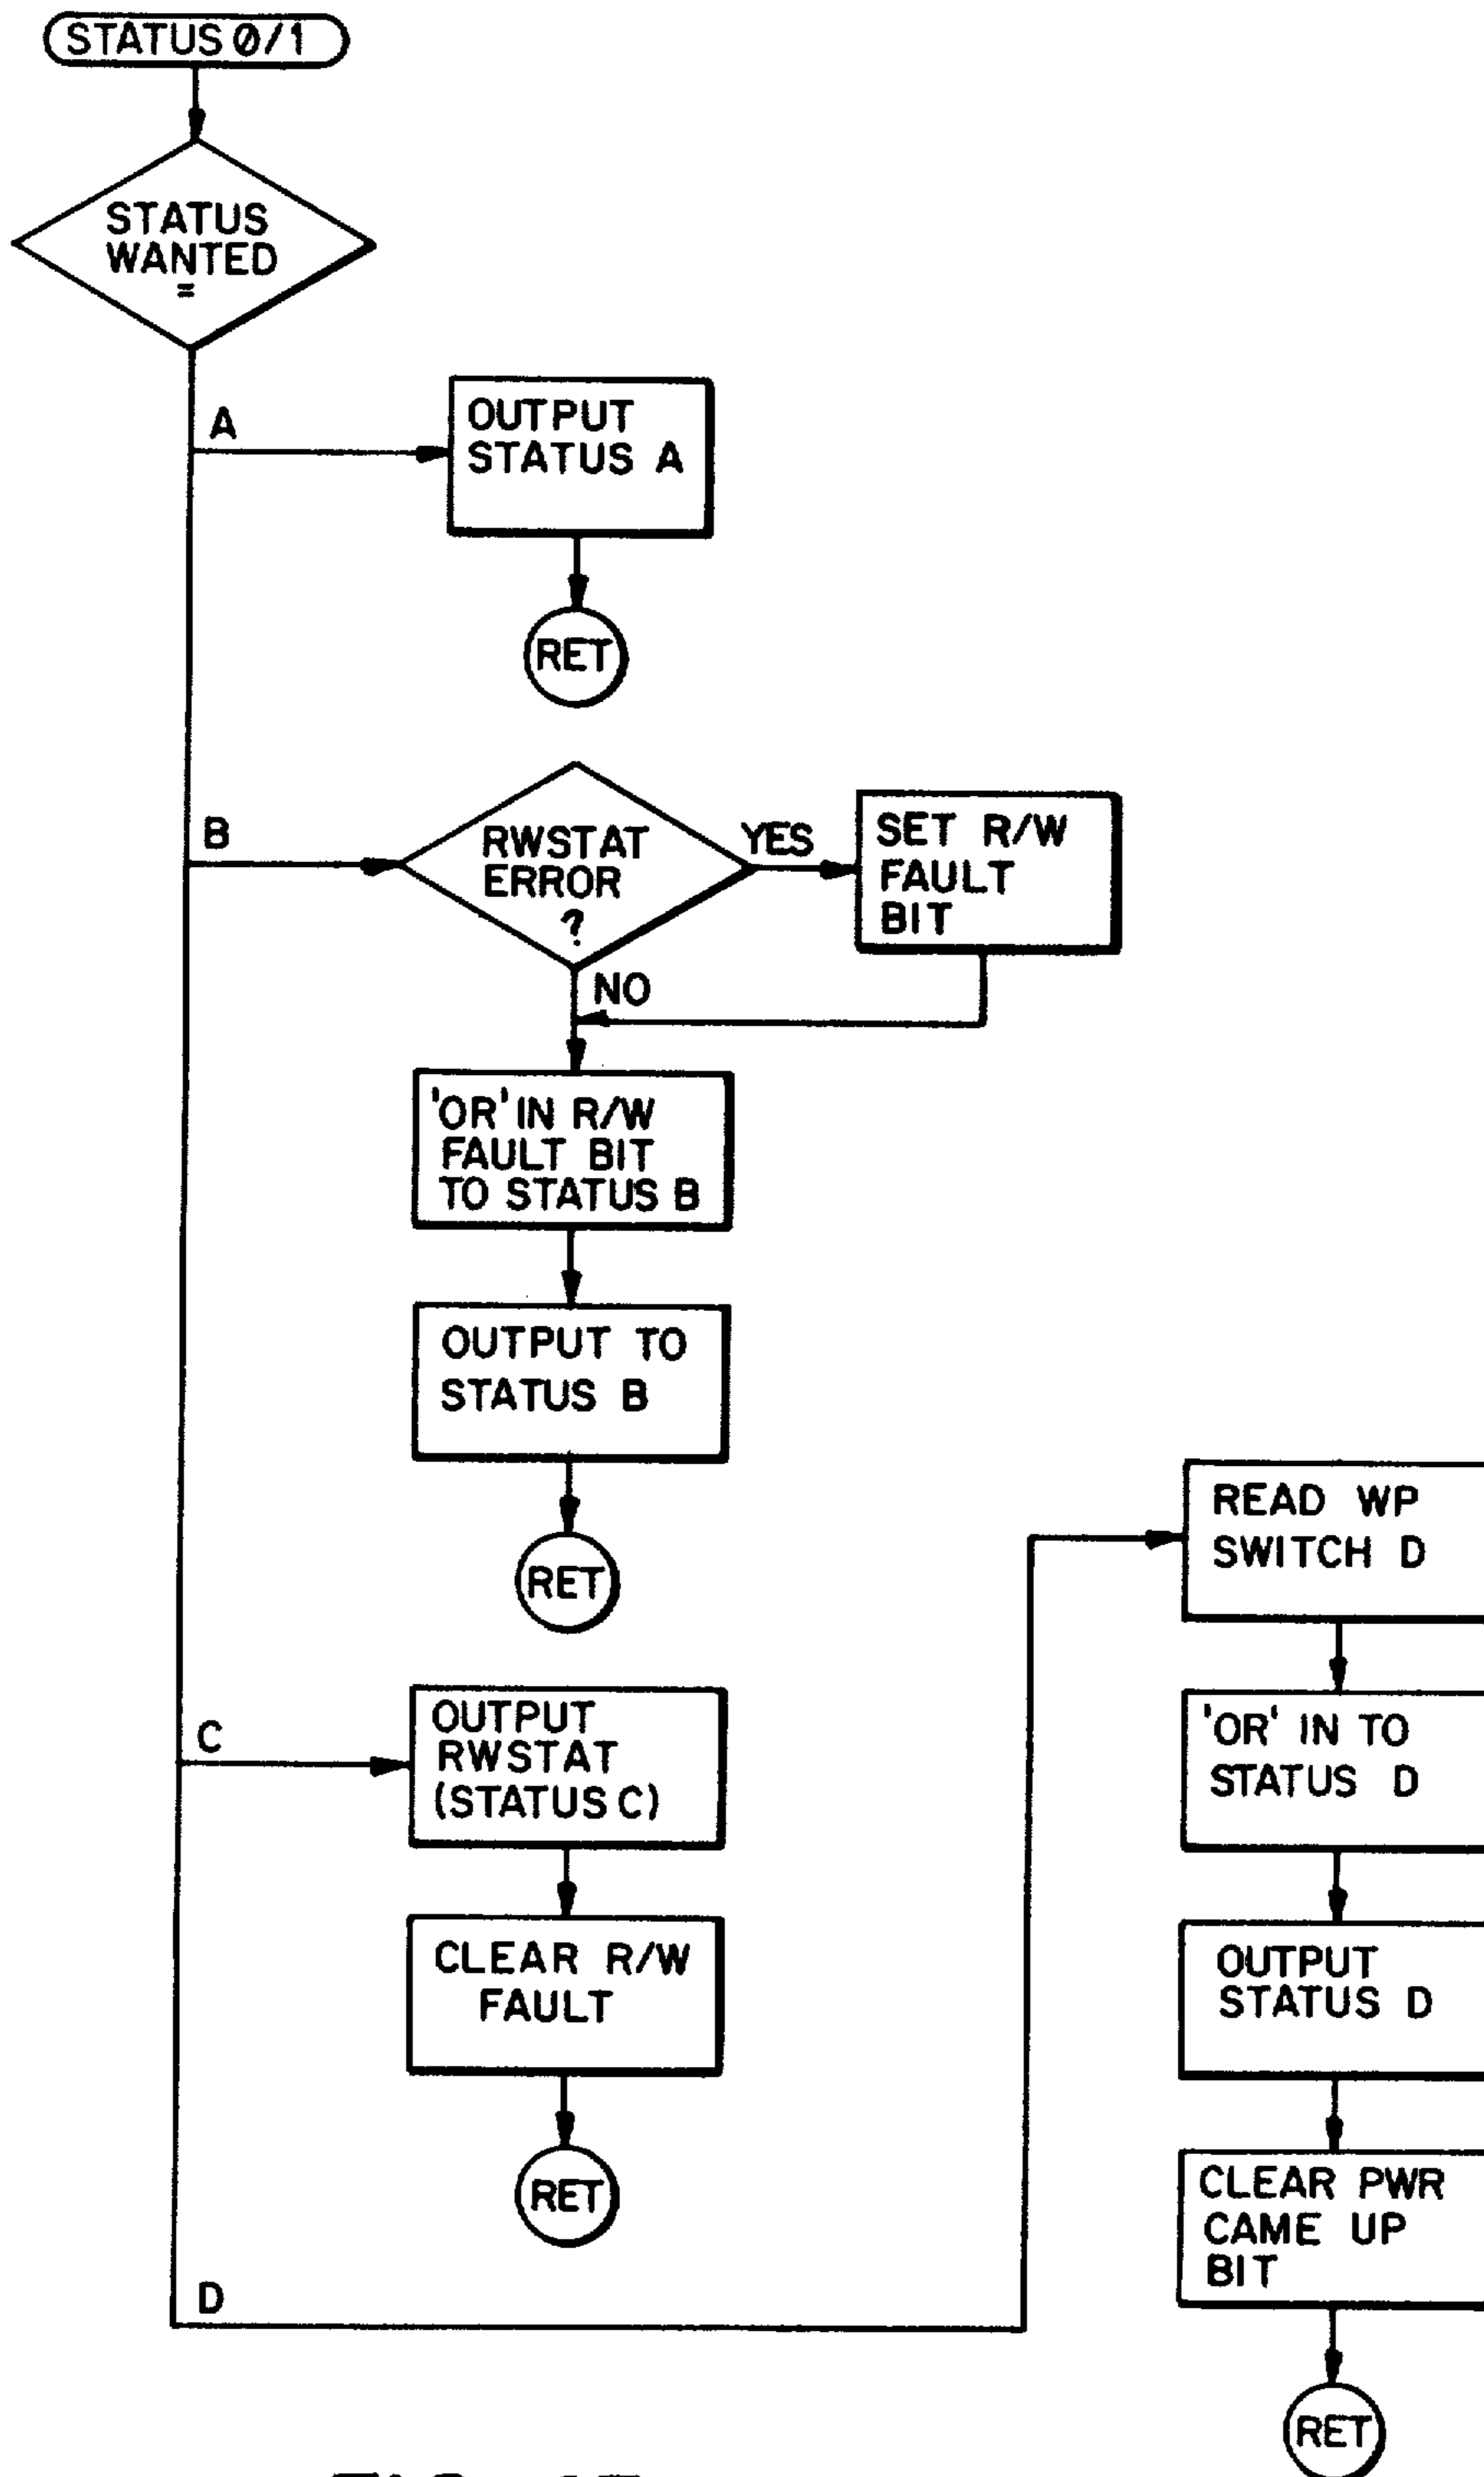 STATUS 0/1
STATUS
WANTED
=
A
OUTPUT
STATUS A
RET
B
RWSTAT
ERROR
?
YES
SET R/W
FAULT
BIT
NO
'OR' IN R/W
FAULT BIT
TO STATUS B
OUTPUT TO
STATUS B
RET
C
OUTPUT
RWSTAT
(STATUS C)
CLEAR R/W
FAULT
RET
D
READ WP
SWITCH D
'OR' IN TO
STATUS D
OUTPUT
STATUS D
CLEAR PWR
CAME UP
BIT
RET